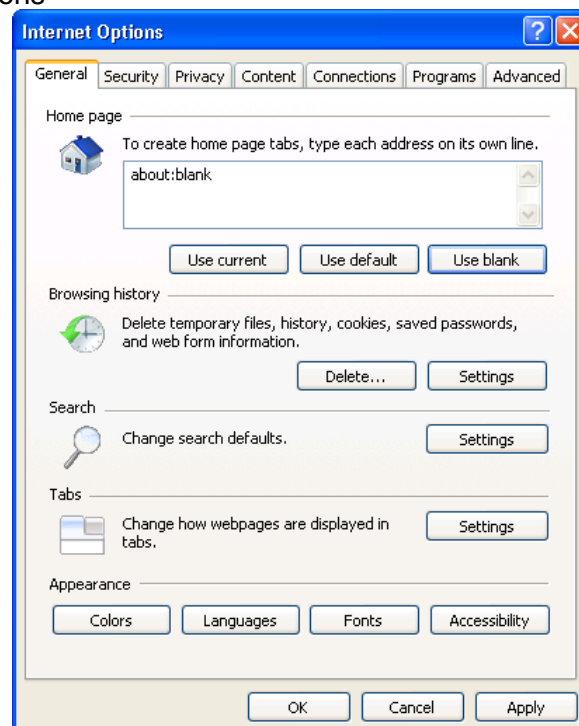 ons
Internet Options
General Security Privacy Content Connections Programs Advanced
Home page
To create home page tabs, type each address on its own line.
about:blank
Use current Use default Use blank
Browsing history
Delete temporary files, history, cookies, saved passwords,
and web form information.
Delete... Settings
Search
Change search defaults. Settings
Tabs
Change how webpages are displayed in
tabs.
Settings
Appearance
Colors Languages Fonts Accessibility
OK Cancel Apply